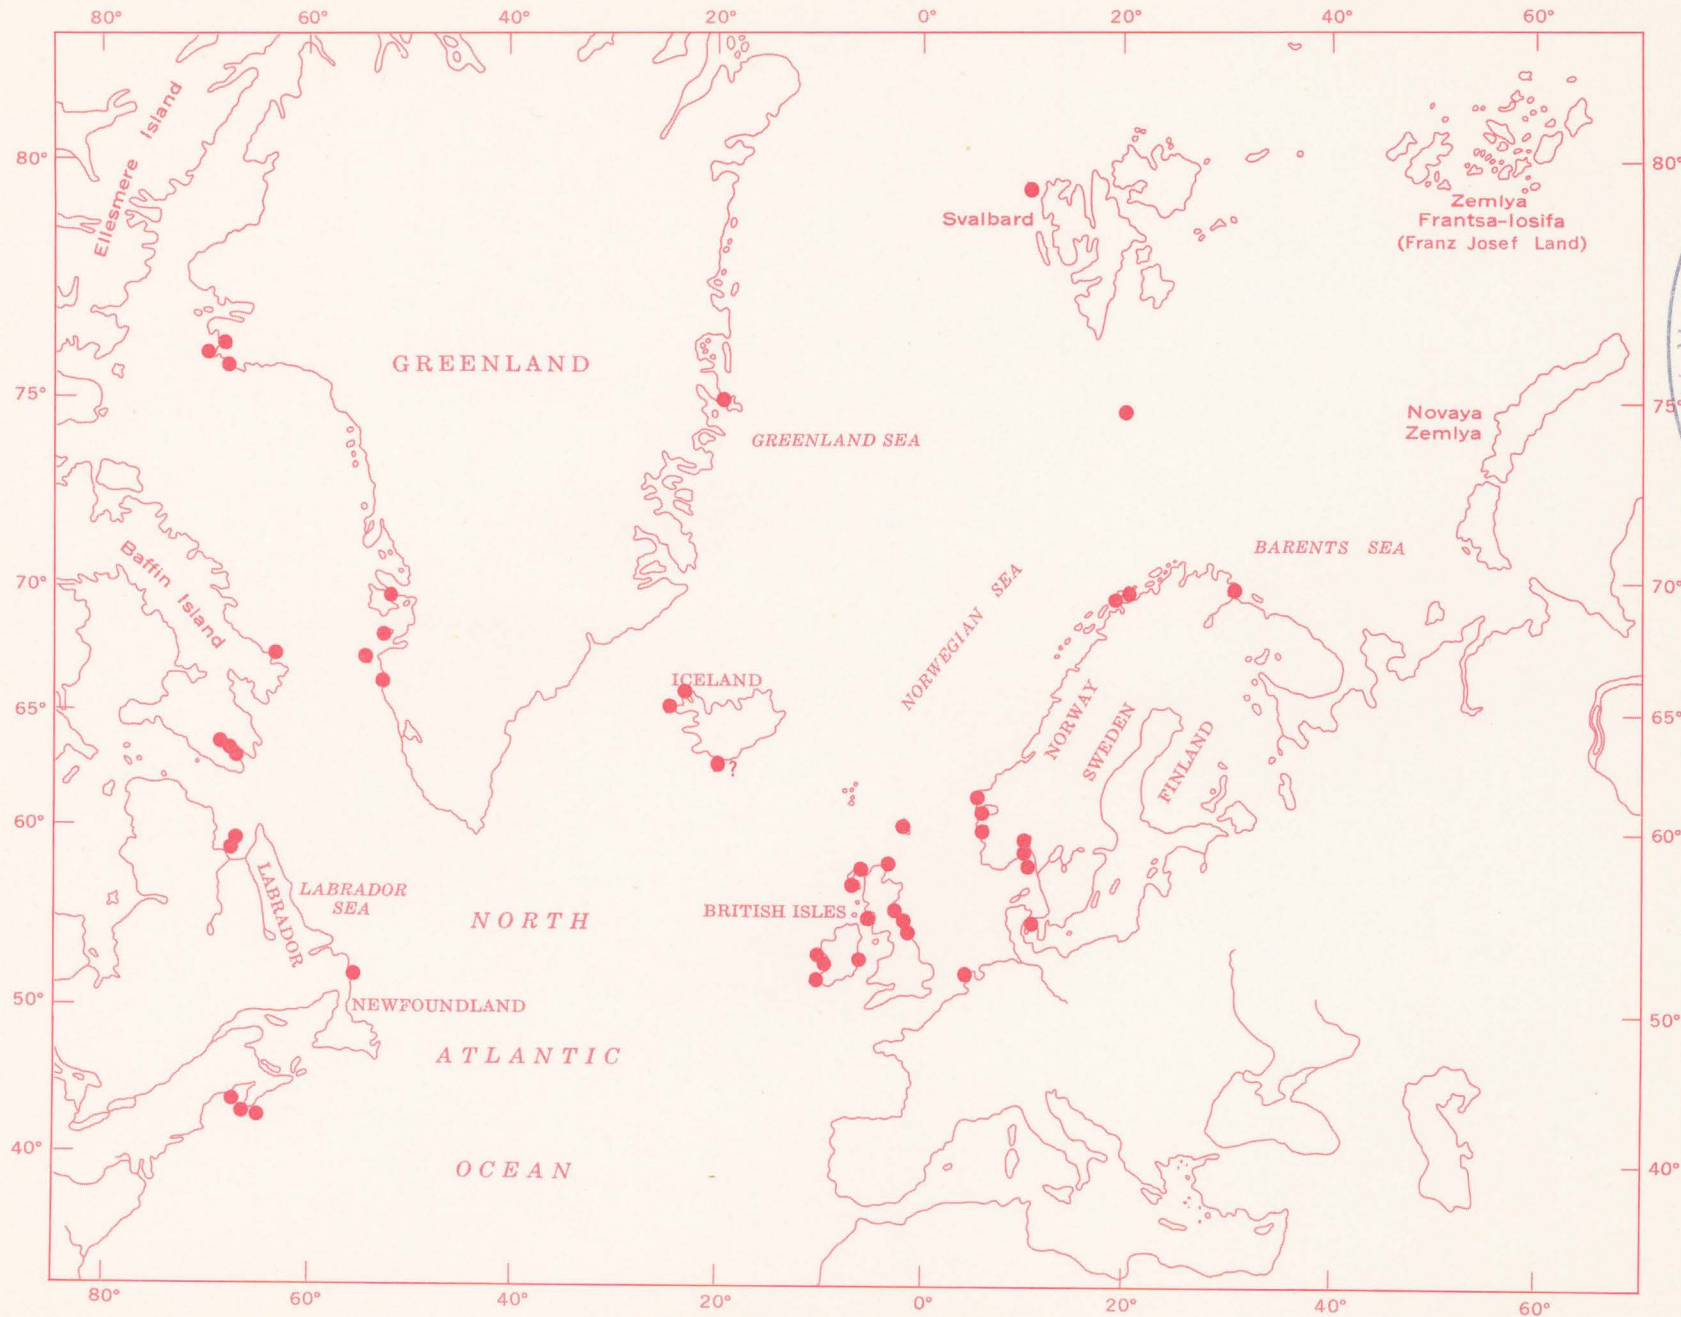 80° 60° 40° 20° 0° 20° 40° 60°
Ellesmere Island
80° 80°
Svalbard
Zemlya
Frantsa-Iosifa
(Franz Josef Land)
GREENLAND
75° 75°
Novaya
Zemlya
GREENLAND SEA
Baffin Island
BARENTS SEA
70° 70°
NORWEGIAN SEA
ICELAND
65° 65°
NORWAY
SWEDEN
FINLAND
?
60° 60°
LABRADOR
LABRADOR
SEA
BRITISH ISLES
NORTH
50° 50°
NEWFOUNDLAND
ATLANTIC
40° 40°
OCEAN
80° 60° 40° 20° 0° 20° 40° 60°